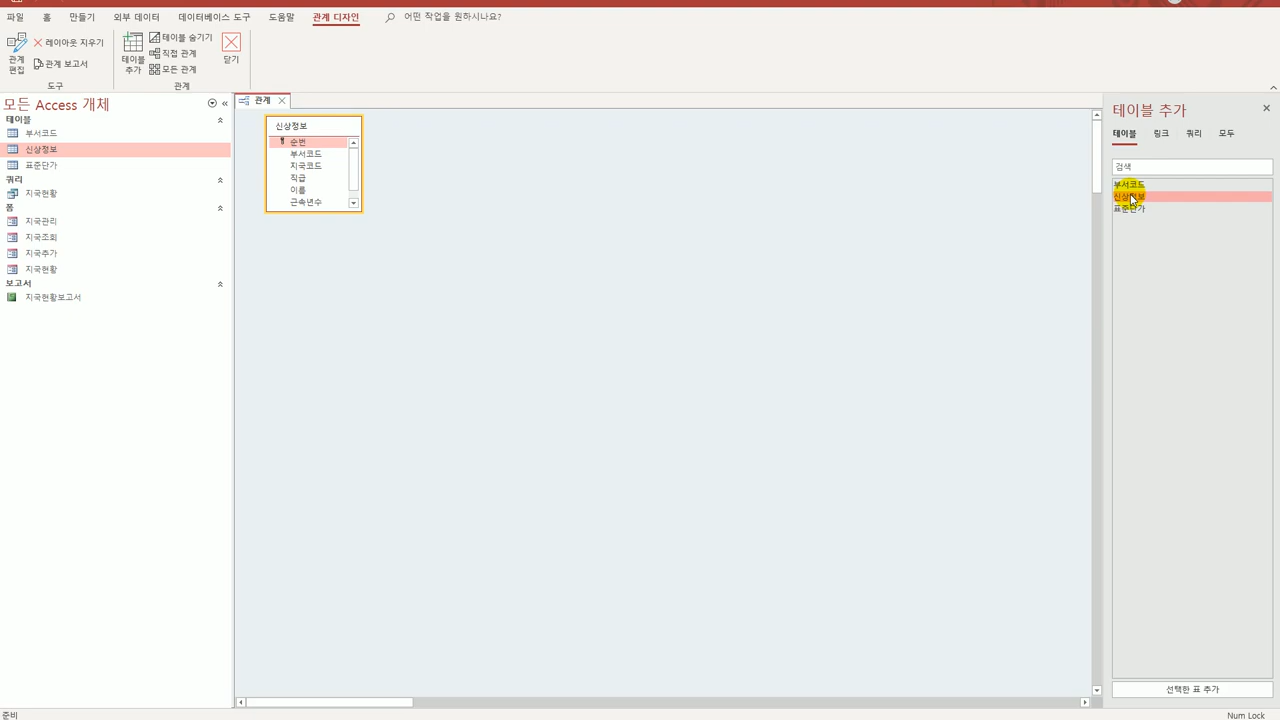 파일 홈 만들기 외부 데이터 데이터베이스 도구 도움말 관계 디자인 어떤 작업을 원하시나요?
관계 편집
레이아웃 지우기
관계 보고서
도구
테이블 추가
테이블 숨기기
직접 관계
모든 관계
닫기
관계
모든 Access 개체
테이블
부서코드
신상정보
표준단가
쿼리
지국현황
폼
지국관리
지국조회
지국추가
지국현황
보고서
지국현황보고서
관계
신상정보
순번
부서코드
지국코드
직급
이름
근속년수
테이블 추가
테이블 링크 쿼리 모두
검색
부서코드
신상정보
표준단가
선택한 표 추가
준비
Num Lock